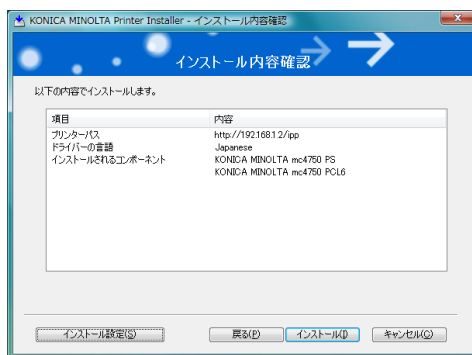 KONICA MINOLTA Printer Installer - インストール内容確認
インストール内容確認
以下の内容でインストールします。
項目 内容
プリンターパス http://192.168.1.2/ipp
ドライバーの言語 Japanese
インストールされるコンポーネント KONICA MINOLTA mc4750 PS
KONICA MINOLTA mc4750 PCL6
インストール設定(S) 戻る(P) インストール(I) キャンセル(C)